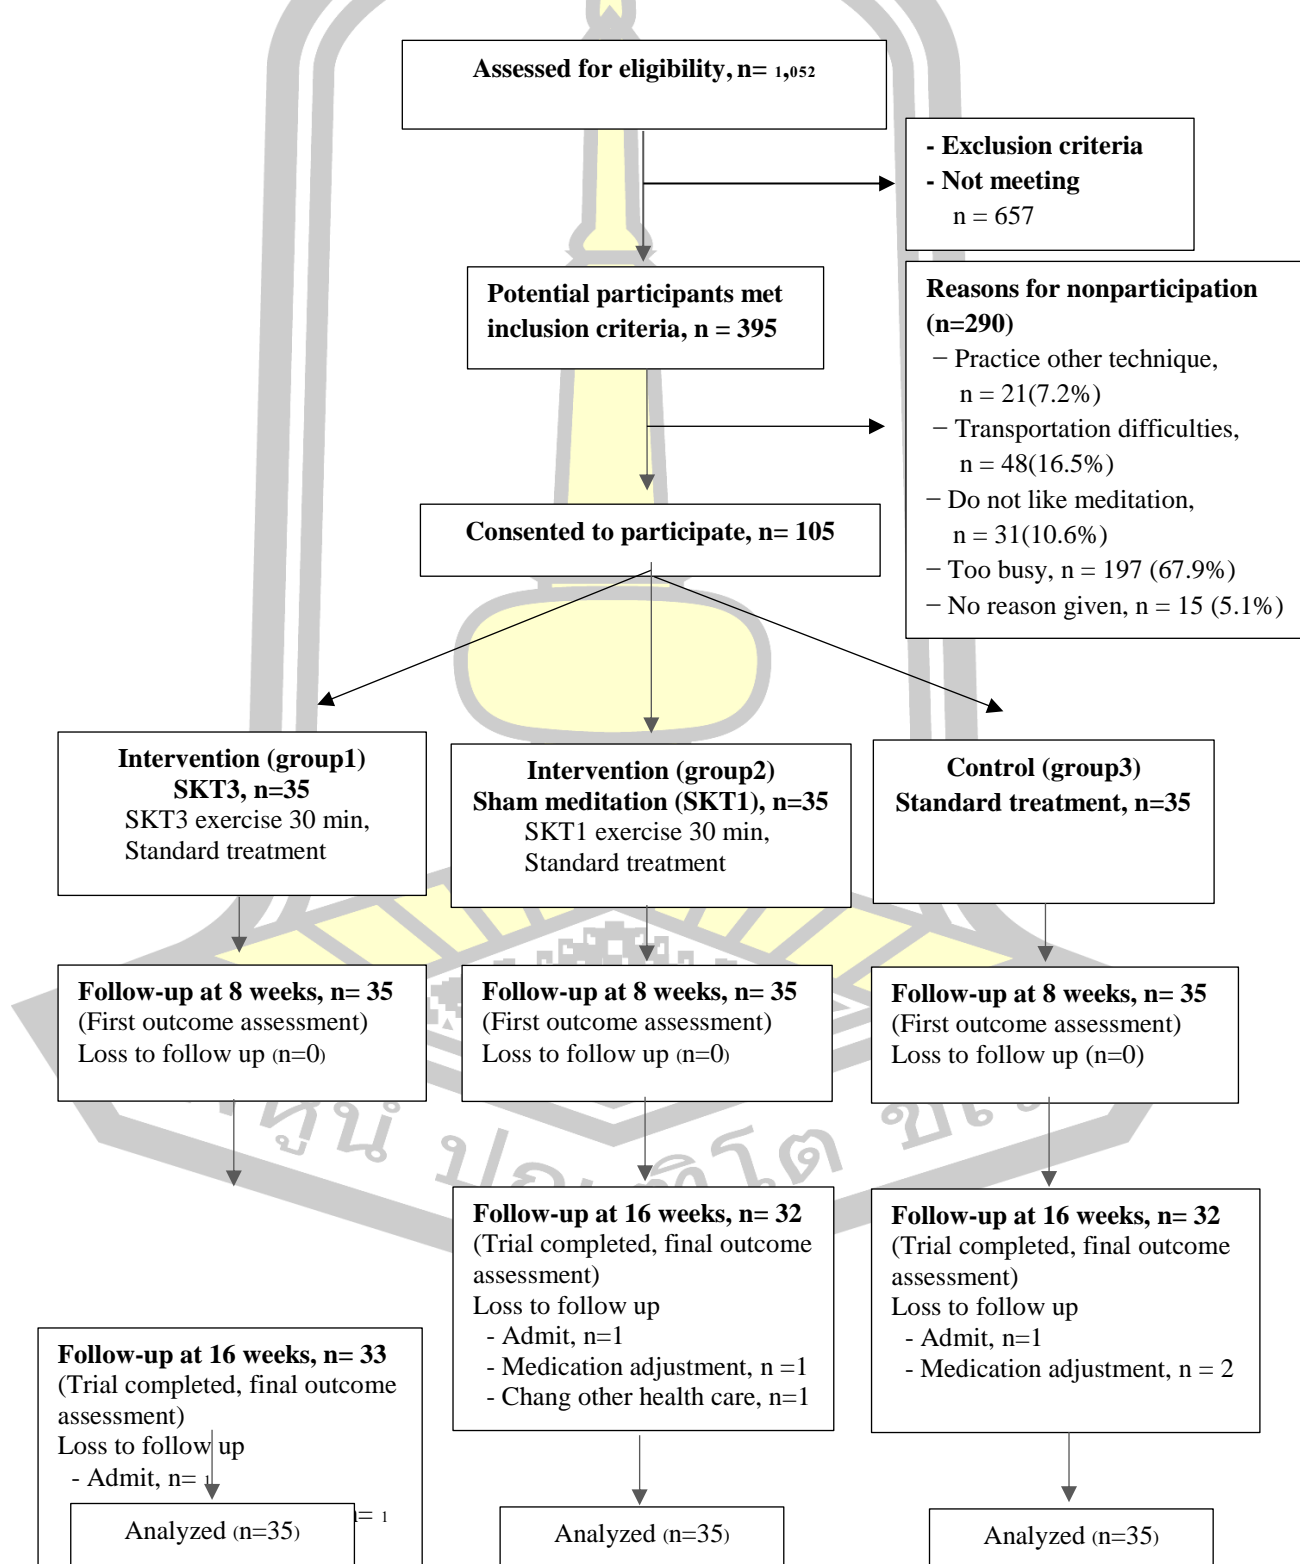 Assessed for eligibility, n= 1,052
- Exclusion criteria
- Not meeting
n = 657
Potential participants met
inclusion criteria, n = 395
Reasons for nonparticipation
(n=290)
– Practice other technique,
n = 21(7.2%)
– Transportation difficulties,
n = 48(16.5%)
– Do not like meditation,
n = 31(10.6%)
– Too busy, n = 197 (67.9%)
– No reason given, n = 15 (5.1%)
Consented to participate, n= 105
Intervention (group1)
SKT3, n=35
SKT3 exercise 30 min,
Standard treatment
Intervention (group2)
Sham meditation (SKT1), n=35
SKT1 exercise 30 min,
Standard treatment
Control (group3)
Standard treatment, n=35
Follow-up at 8 weeks, n= 35
(First outcome assessment)
Loss to follow up (n=0)
Follow-up at 8 weeks, n= 35
(First outcome assessment)
Loss to follow up (n=0)
Follow-up at 8 weeks, n= 35
(First outcome assessment)
Loss to follow up (n=0)
Follow-up at 16 weeks, n= 33
(Trial completed, final outcome
assessment)
Loss to follow up
- Admit, n= 1
n= 1
Follow-up at 16 weeks, n= 32
(Trial completed, final outcome
assessment)
Loss to follow up
- Admit, n=1
- Medication adjustment, n =1
- Chang other health care, n=1
Follow-up at 16 weeks, n= 32
(Trial completed, final outcome
assessment)
Loss to follow up
- Admit, n=1
- Medication adjustment, n = 2
Analyzed (n=35)
Analyzed (n=35)
Analyzed (n=35)